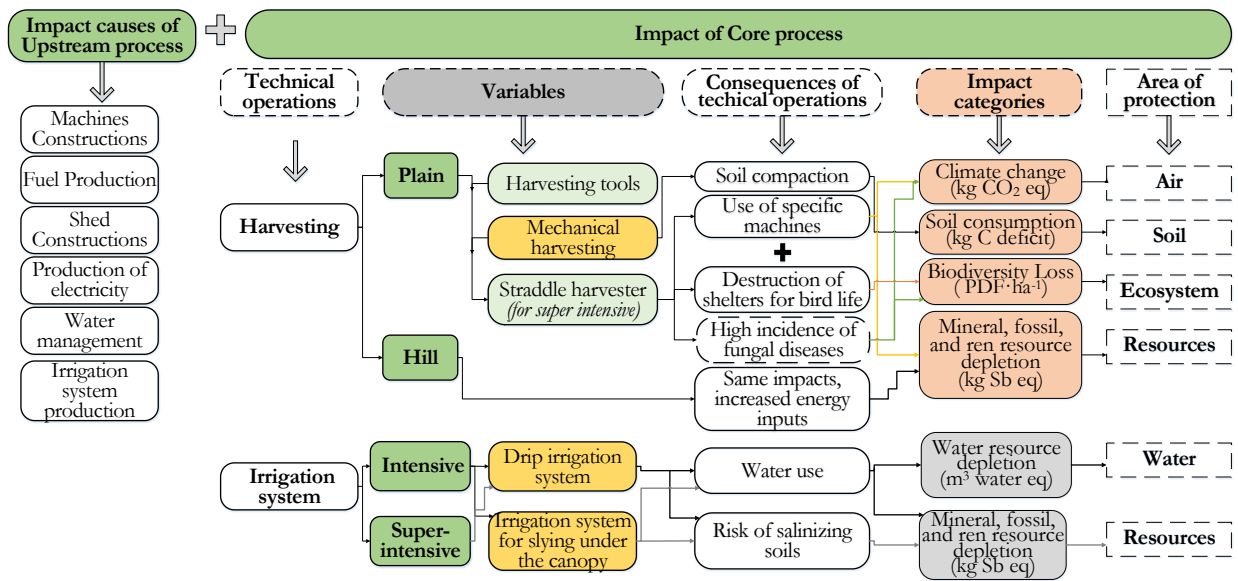 Impact causes of
Upstream process
Impact of Core process
Technical
operations
Variables
Consequences of
techical operations
Impact
categories
Area of
protection
Machines
Constructions
Fuel Production
Shed
Constructions
Production of
electricity
Water
management
Irrigation
system
production
Harvesting
Plain
Hill
Harvesting tools
Mechanical
harvesting
Straddle harvester
(for super intensive)
Soil compaction
Use of specific
machines
Destruction of
shelters for bird life
High incidence of
fungal diseases
Same impacts,
increased energy
inputs
Climate change
(kg CO₂ eq)
Soil consumption
(kg C deficit)
Biodiversity Loss
( PDF·ha⁻¹)
Mineral, fossil,
and ren resource
depletion
(kg Sb eq)
Air
Soil
Ecosystem
Resources
Irrigation
system
Intensive
Super-
intensive
Drip irrigation
system
Irrigation system
for slying under
the canopy
Water use
Risk of salinizing
soils
Water resource
depletion
(m³ water eq)
Mineral, fossil,
and ren resource
depletion
(kg Sb eq)
Water
Resources